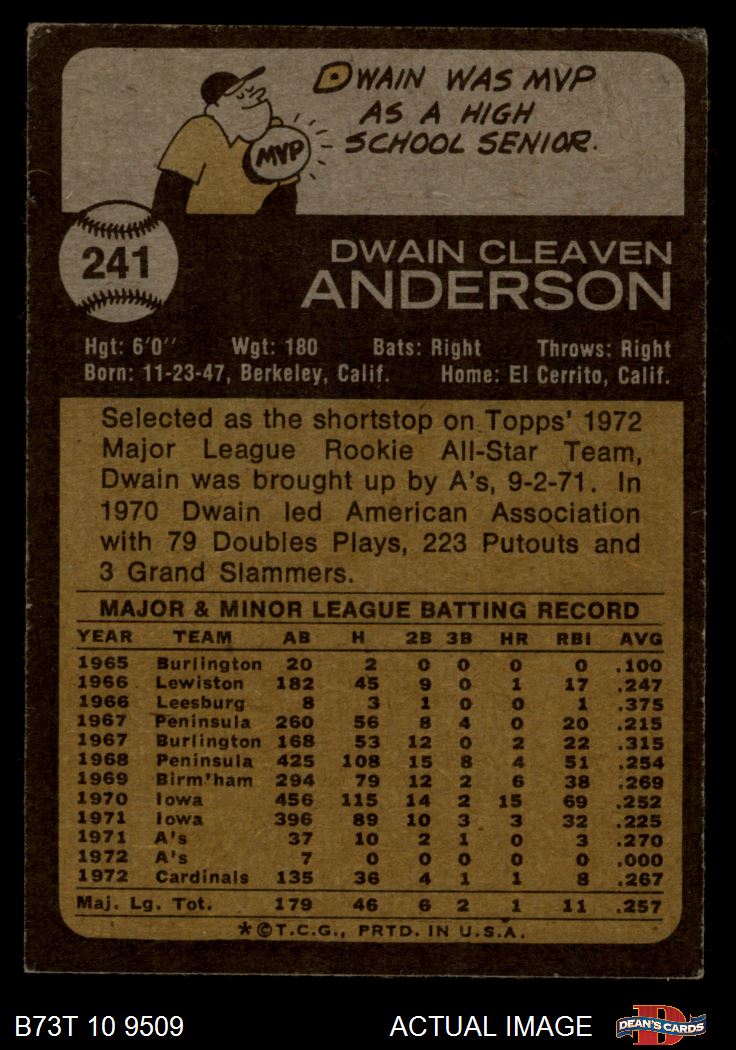 DWAIN WAS MVP
AS A HIGH
SCHOOL SENIOR.
MVP
241
DWAIN CLEAVEN
ANDERSON
Hgt: 6'0'' Wgt: 180 Bats: Right Throws: Right
Born: 11-23-47, Berkeley, Calif. Home: El Cerrito, Calif.
Selected as the shortstop on Topps' 1972
Major League Rookie All-Star Team,
Dwain was brought up by A's, 9-2-71. In
1970 Dwain led American Association
with 79 Doubles Plays, 223 Putouts and
3 Grand Slammers.
MAJOR & MINOR LEAGUE BATTING RECORD
YEAR TEAM AB H 2B 3B HR RBI AVG
1965 Burlington 20 2 0 0 0 0 .100
1966 Lewiston 182 45 9 0 1 17 .247
1966 Leesburg 8 3 1 0 0 1 .375
1967 Peninsula 260 56 8 4 0 20 .215
1967 Burlington 168 53 12 0 2 22 .315
1968 Peninsula 425 108 15 8 4 51 .254
1969 Birm'ham 294 79 12 2 6 38 .269
1970 Iowa 456 115 14 2 15 69 .252
1971 Iowa 396 89 10 3 3 32 .225
1971 A's 37 10 2 1 0 3 .270
1972 A's 7 0 0 0 0 0 .000
1972 Cardinals 135 36 4 1 1 8 .267
Maj. Lg. Tot. 179 46 6 2 1 11 .257
*©T.C.G., PRTD. IN U.S.A.
B73T 10 9509 ACTUAL IMAGE
D
DEAN'S CARDS